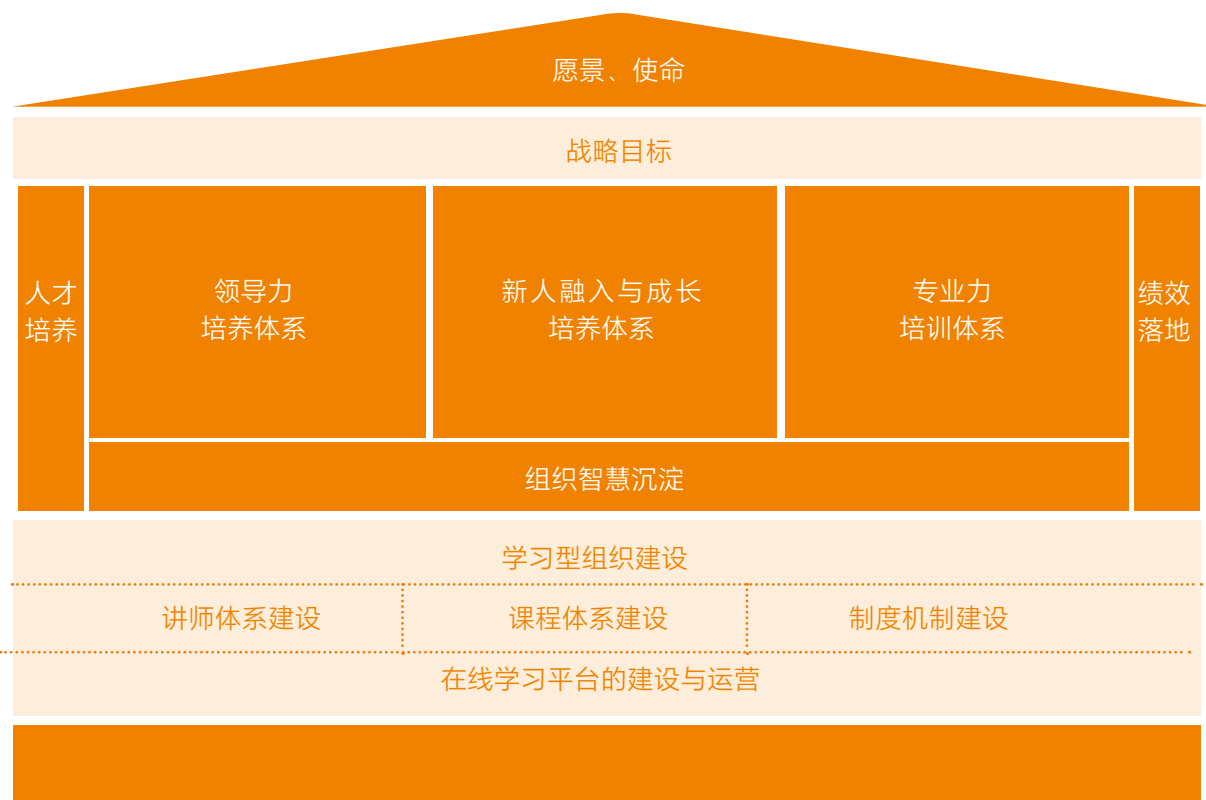 愿景、使命
战略目标
人才
培养
领导力
培养体系
新人融入与成长
培养体系
专业力
培训体系
绩效
落地
组织智慧沉淀
学习型组织建设
讲师体系建设
课程体系建设
制度机制建设
在线学习平台的建设与运营